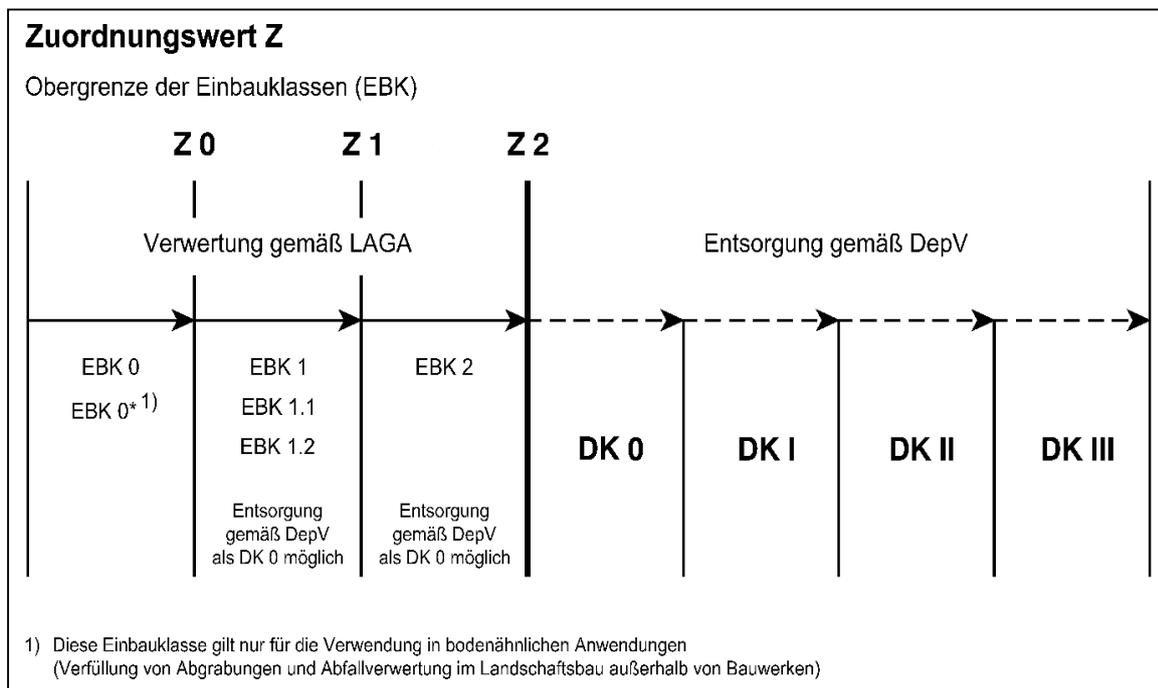 Zuordnungswert Z
Obergrenze der Einbauklassen (EBK)
Z 0 Z 1 Z 2
Verwertung gemäß LAGA Entsorgung gemäß DepV
EBK 0 EBK 1 EBK 2
EBK 0* 1) EBK 1.1
EBK 1.2
DK 0 DK I DK II DK III
Entsorgung Entsorgung
gemäß DepV gemäß DepV
als DK 0 möglich als DK 0 möglich
1) Diese Einbauklasse gilt nur für die Verwendung in bodenähnlichen Anwendungen
(Verfüllung von Abgrabungen und Abfallverwertung im Landschaftsbau außerhalb von Bauwerken)